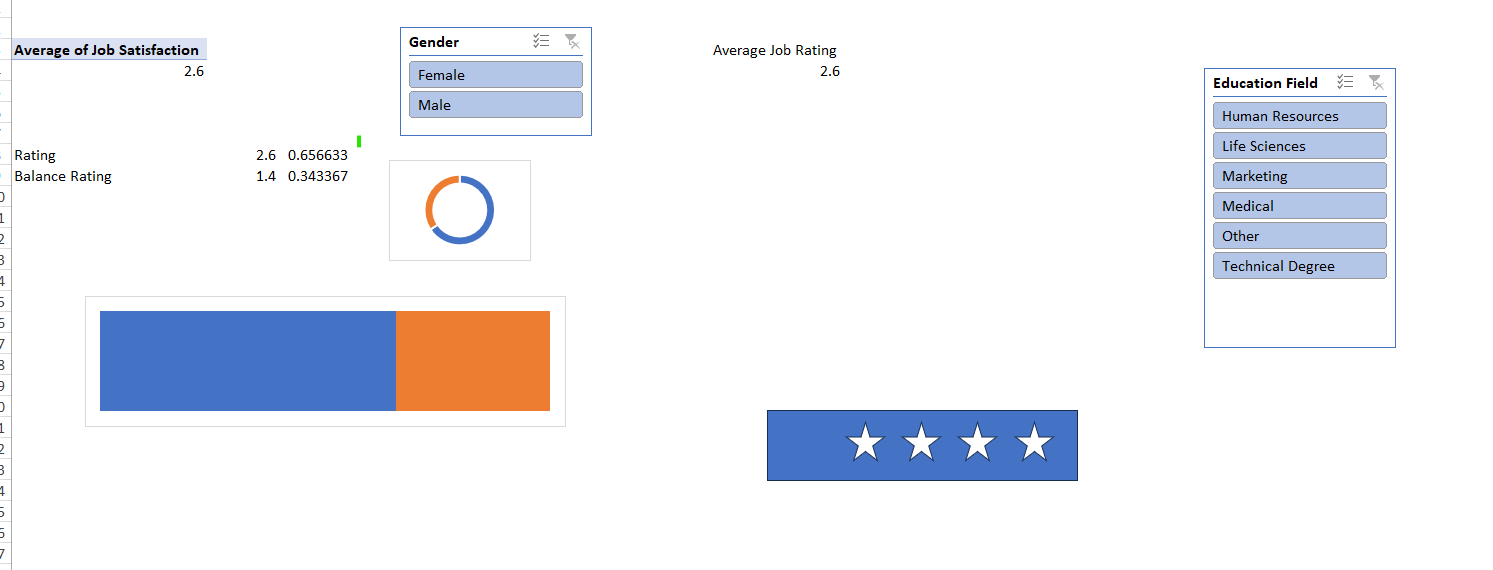 Average of Job Satisfaction
2.6
Gender
Female
Male
Average Job Rating
2.6
Education Field
Human Resources
Life Sciences
Marketing
Medical
Other
Technical Degree
Rating 2.6 0.656633
Balance Rating 1.4 0.343367